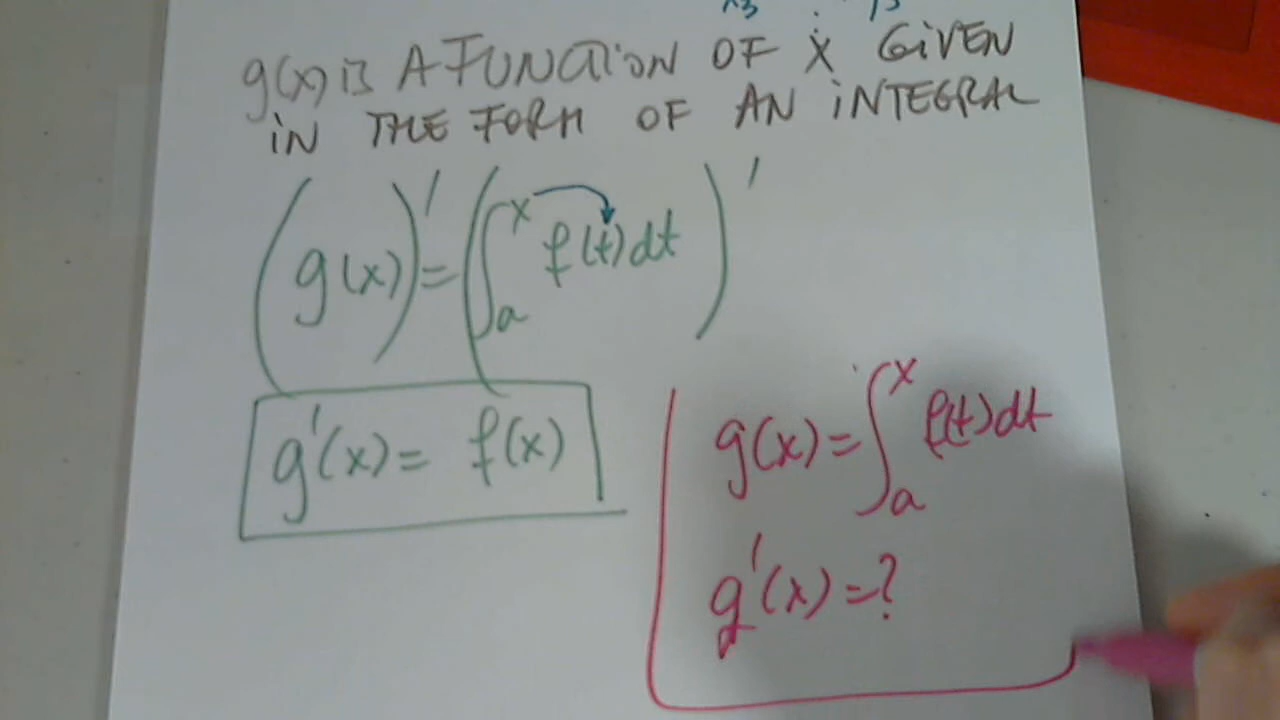 g(x) is A FUNCTION OF x GIVEN
IN THE FORM OF AN INTEGRAL
(g(x))' = (∫ₐˣ f(t)dt)'
g'(x) = f(x)
g(x) = ∫ₐˣ f(t)dt
g'(x) = ?